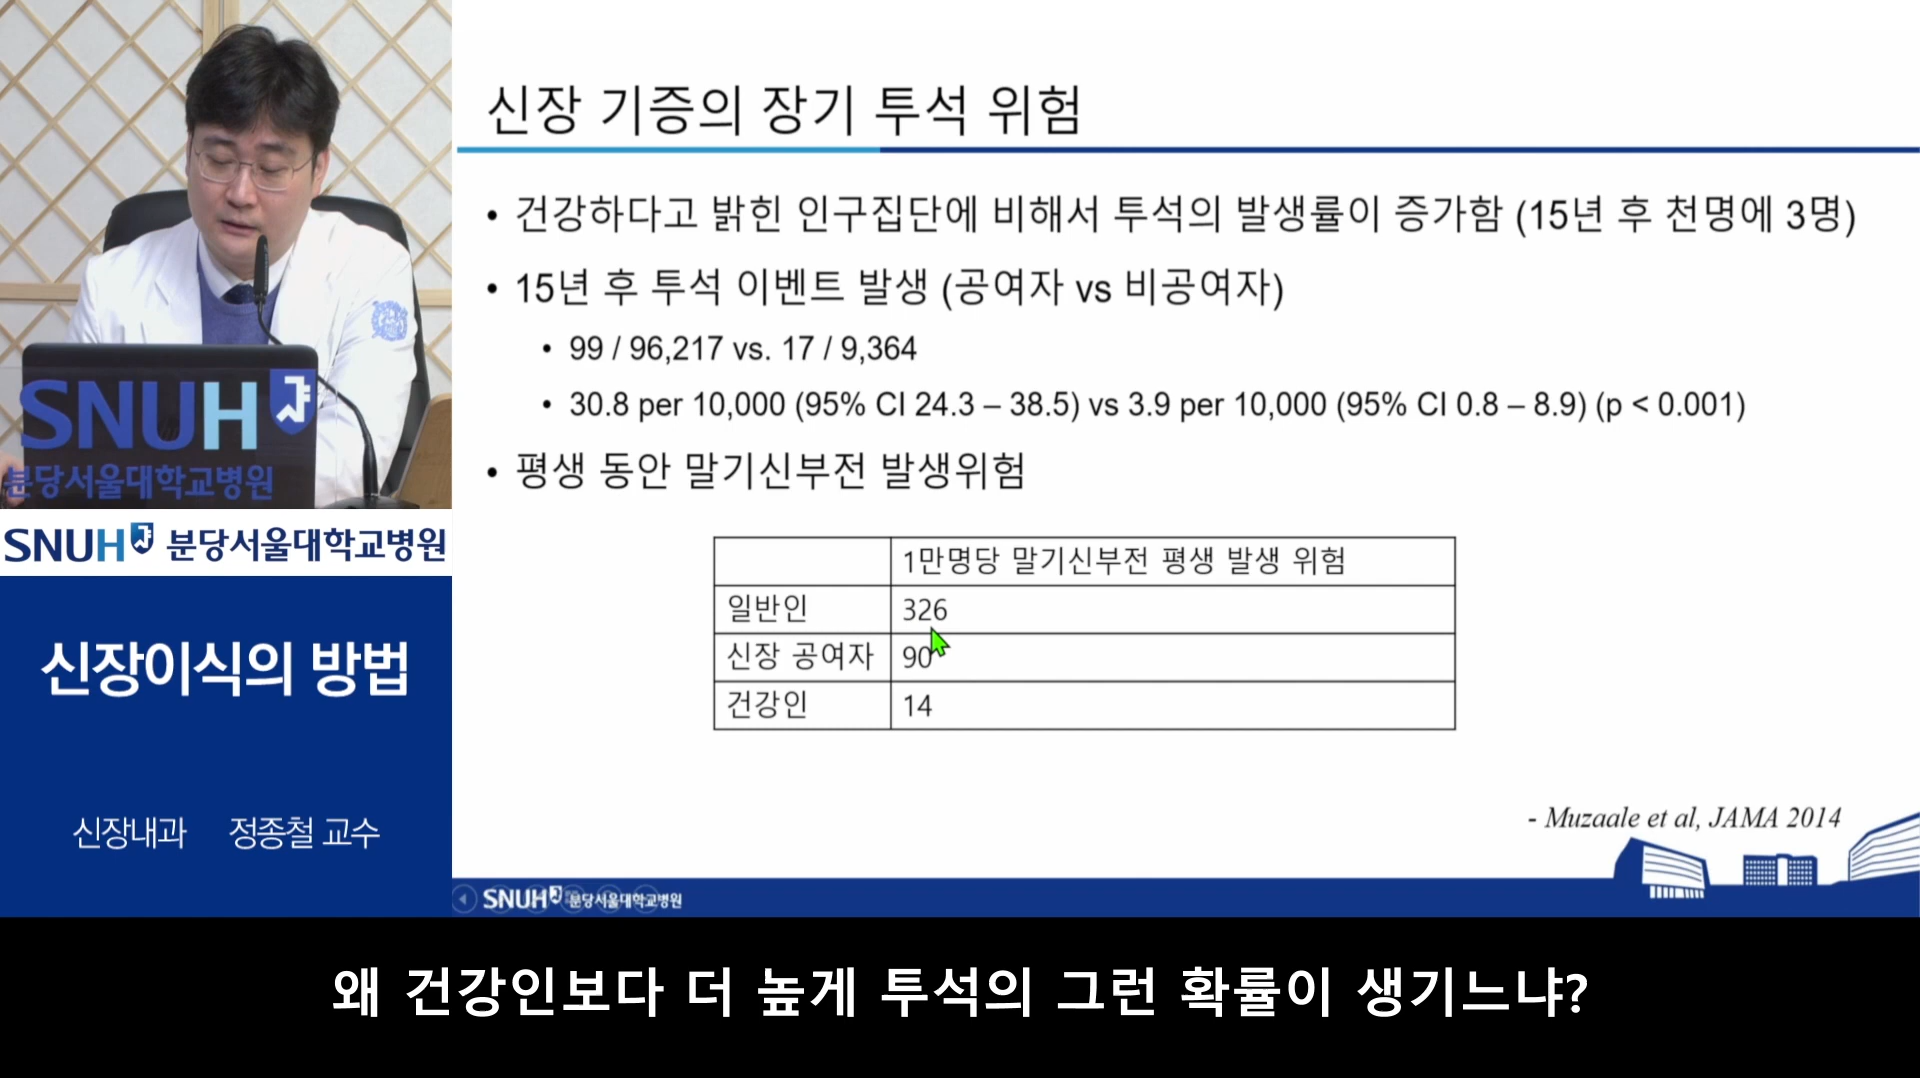 신장 기증의 장기 투석 위험
• 건강하다고 밝힌 인구집단에 비해서 투석의 발생률이 증가함 (15년 후 천명에 3명)
• 15년 후 투석 이벤트 발생 (공여자 vs 비공여자)
• 99 / 96,217 vs. 17 / 9,364
• 30.8 per 10,000 (95% CI 24.3 – 38.5) vs 3.9 per 10,000 (95% CI 0.8 – 8.9) (p < 0.001)
• 평생 동안 말기신부전 발생위험
1만명당 말기신부전 평생 발생 위험
일반인 326
신장 공여자 90
건강인 14
- Muzaale et al, JAMA 2014
SNUH 분당서울대학교병원
SNUH
분당서울대학교병원
SNUH 분당서울대학교병원
신장이식의 방법
신장내과 정종철 교수
왜 건강인보다 더 높게 투석의 그런 확률이 생기느냐?